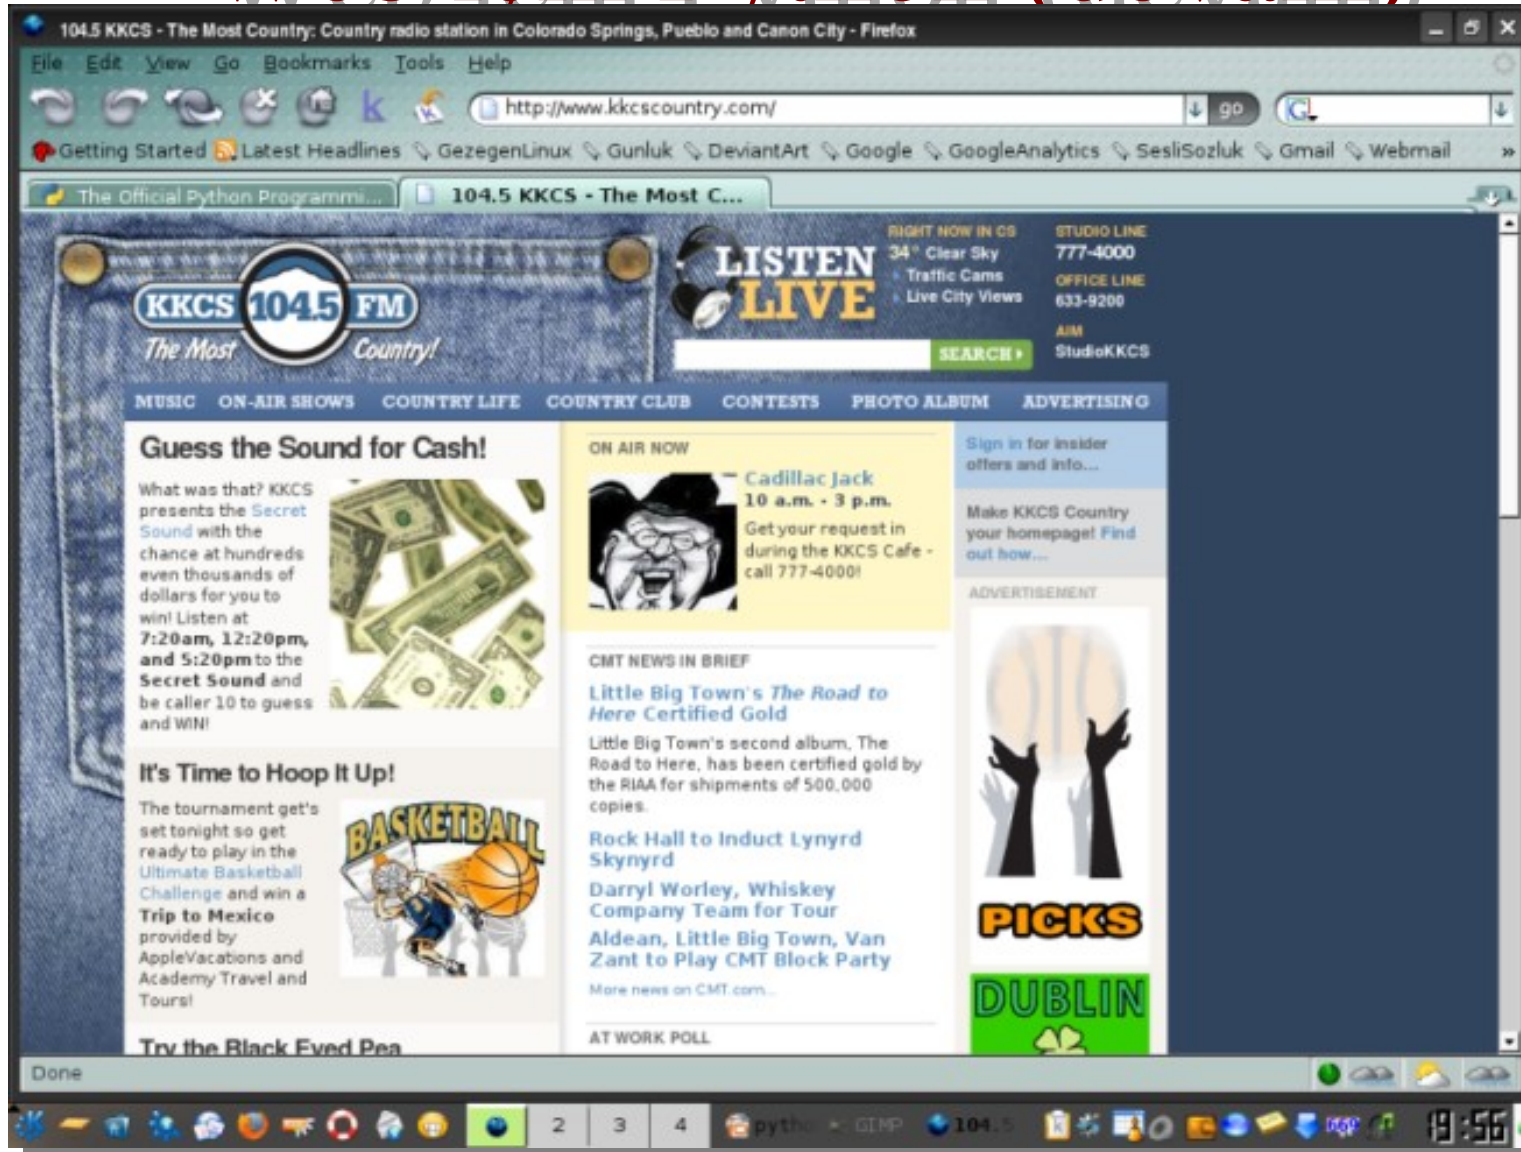 104.5 KKCS - The Most Country: Country radio station in Colorado Springs, Pueblo and Canon City - Firefox
File Edit View Go Bookmarks Tools Help
http://www.kkcscountry.com/ go
Getting Started Latest Headlines GezegenLinux Gunluk DeviantArt Google GoogleAnalytics SesliSozluk Gmail Webmail »
The Official Python Programmi... 104.5 KKCS - The Most C...
KKCS 104.5 FM
The Most Country!
LISTEN
LIVE
RIGHT NOW IN CS
34° Clear Sky
Traffic Cams
Live City Views
STUDIO LINE
777-4000
OFFICE LINE
633-9200
AIM
StudioKKCS
SEARCH
MUSIC ON-AIR SHOWS COUNTRY LIFE COUNTRY CLUB CONTESTS PHOTO ALBUM ADVERTISING
Guess the Sound for Cash!
What was that? KKCS
presents the Secret
Sound with the
chance at hundreds
even thousands of
dollars for you to
win! Listen at
7:20am, 12:20pm,
and 5:20pm to the
Secret Sound and
be caller 10 to guess
and WIN!
It's Time to Hoop It Up!
The tournament get's
set tonight so get
ready to play in the
Ultimate Basketball
Challenge and win a
Trip to Mexico
provided by
AppleVacations and
Academy Travel and
Tours!
BASKETBALL
Try the Black Eyed Pea
ON AIR NOW
Cadillac Jack
10 a.m. - 3 p.m.
Get your request in
during the KKCS Cafe -
call 777-4000!
CMT NEWS IN BRIEF
Little Big Town's The Road to
Here Certified Gold
Little Big Town's second album, The
Road to Here, has been certified gold by
the RIAA for shipments of 500,000
copies.
Rock Hall to Induct Lynyrd
Skynyrd
Darryl Worley, Whiskey
Company Team for Tour
Aldean, Little Big Town, Van
Zant to Play CMT Block Party
More news on CMT.com...
AT WORK POLL
Sign in for insider
offers and info...
Make KKCS Country
your homepage! Find
out how...
ADVERTISEMENT
PICKS
DUBLIN
Done
2 3 4 pytho GIMP 104.5 669 19:56